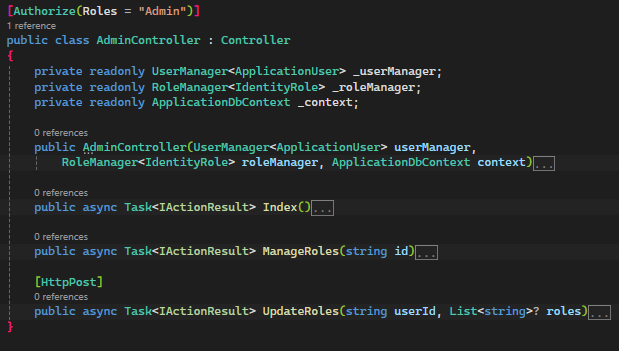 [Authorize(Roles = "Admin")]
1 reference
public class AdminController : Controller
{
private readonly UserManager<ApplicationUser> _userManager;
private readonly RoleManager<IdentityRole> _roleManager;
private readonly ApplicationDbContext _context;
0 references
public AdminController(UserManager<ApplicationUser> userManager,
RoleManager<IdentityRole> roleManager, ApplicationDbContext context)...
0 references
public async Task<IActionResult> Index()...
0 references
public async Task<IActionResult> ManageRoles(string id)...
[HttpPost]
0 references
public async Task<IActionResult> UpdateRoles(string userId, List<string>? roles)...
}